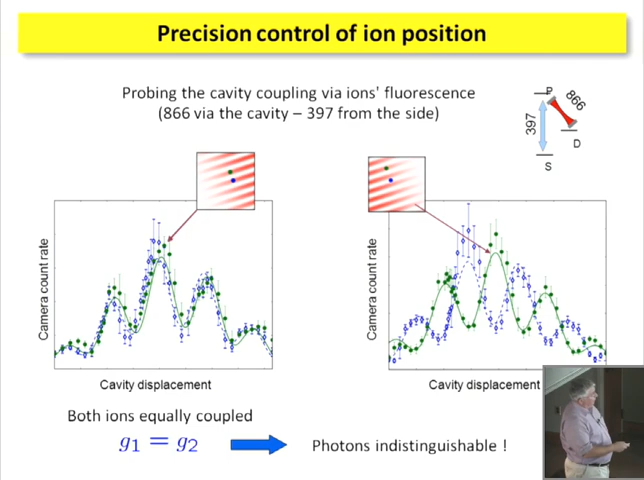 Precision control of ion position
Probing the cavity coupling via ions' fluorescence
(866 via the cavity – 397 from the side)
P
866
397
D
S
Camera count rate
Cavity displacement
Camera count rate
Cavity displacement
Both ions equally coupled
g1 = g2
Photons indistinguishable !